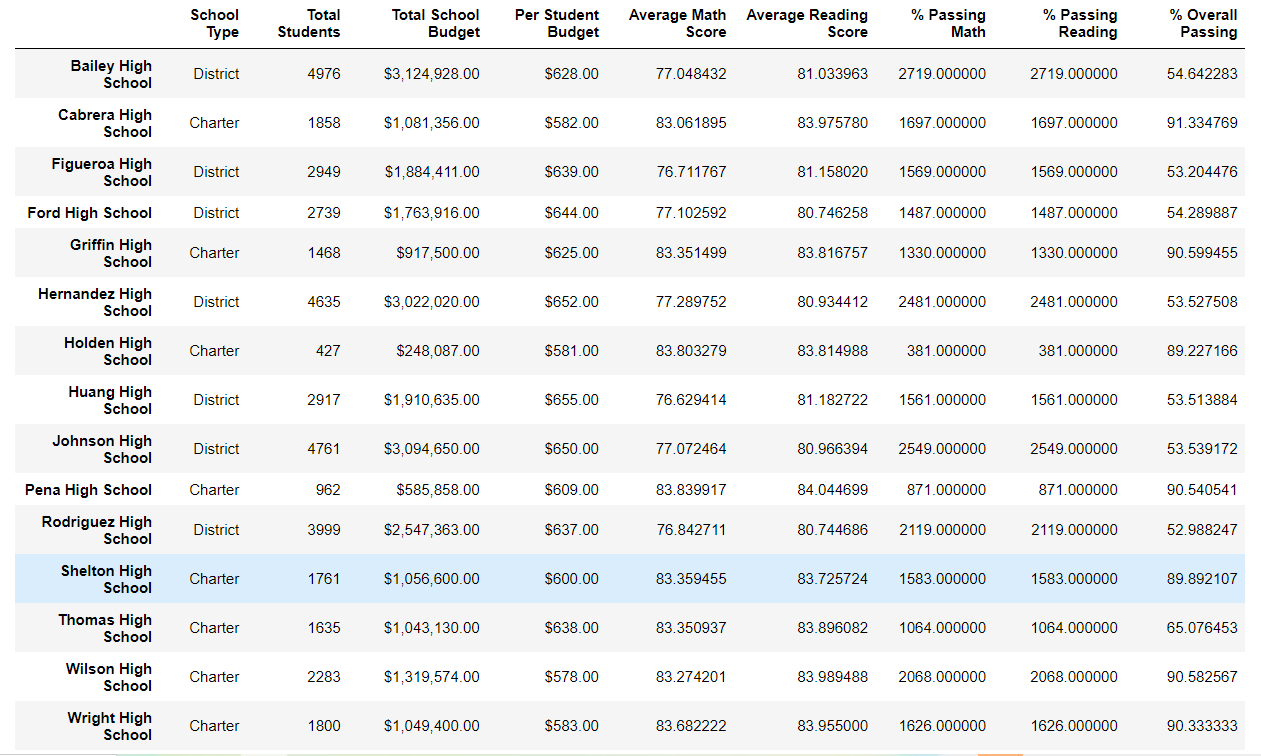 School Type Total Students Total School Budget Per Student Budget Average Math Score Average Reading Score % Passing Math % Passing Reading % Overall Passing
Bailey High School District 4976 $3,124,928.00 $628.00 77.048432 81.033963 2719.000000 2719.000000 54.642283
Cabrera High School Charter 1858 $1,081,356.00 $582.00 83.061895 83.975780 1697.000000 1697.000000 91.334769
Figueroa High School District 2949 $1,884,411.00 $639.00 76.711767 81.158020 1569.000000 1569.000000 53.204476
Ford High School District 2739 $1,763,916.00 $644.00 77.102592 80.746258 1487.000000 1487.000000 54.289887
Griffin High School Charter 1468 $917,500.00 $625.00 83.351499 83.816757 1330.000000 1330.000000 90.599455
Hernandez High School District 4635 $3,022,020.00 $652.00 77.289752 80.934412 2481.000000 2481.000000 53.527508
Holden High School Charter 427 $248,087.00 $581.00 83.803279 83.814988 381.000000 381.000000 89.227166
Huang High School District 2917 $1,910,635.00 $655.00 76.629414 81.182722 1561.000000 1561.000000 53.513884
Johnson High School District 4761 $3,094,650.00 $650.00 77.072464 80.966394 2549.000000 2549.000000 53.539172
Pena High School Charter 962 $585,858.00 $609.00 83.839917 84.044699 871.000000 871.000000 90.540541
Rodriguez High School District 3999 $2,547,363.00 $637.00 76.842711 80.744686 2119.000000 2119.000000 52.988247
Shelton High School Charter 1761 $1,056,600.00 $600.00 83.359455 83.725724 1583.000000 1583.000000 89.892107
Thomas High School Charter 1635 $1,043,130.00 $638.00 83.350937 83.896082 1064.000000 1064.000000 65.076453
Wilson High School Charter 2283 $1,319,574.00 $578.00 83.274201 83.989488 2068.000000 2068.000000 90.582567
Wright High School Charter 1800 $1,049,400.00 $583.00 83.682222 83.955000 1626.000000 1626.000000 90.333333